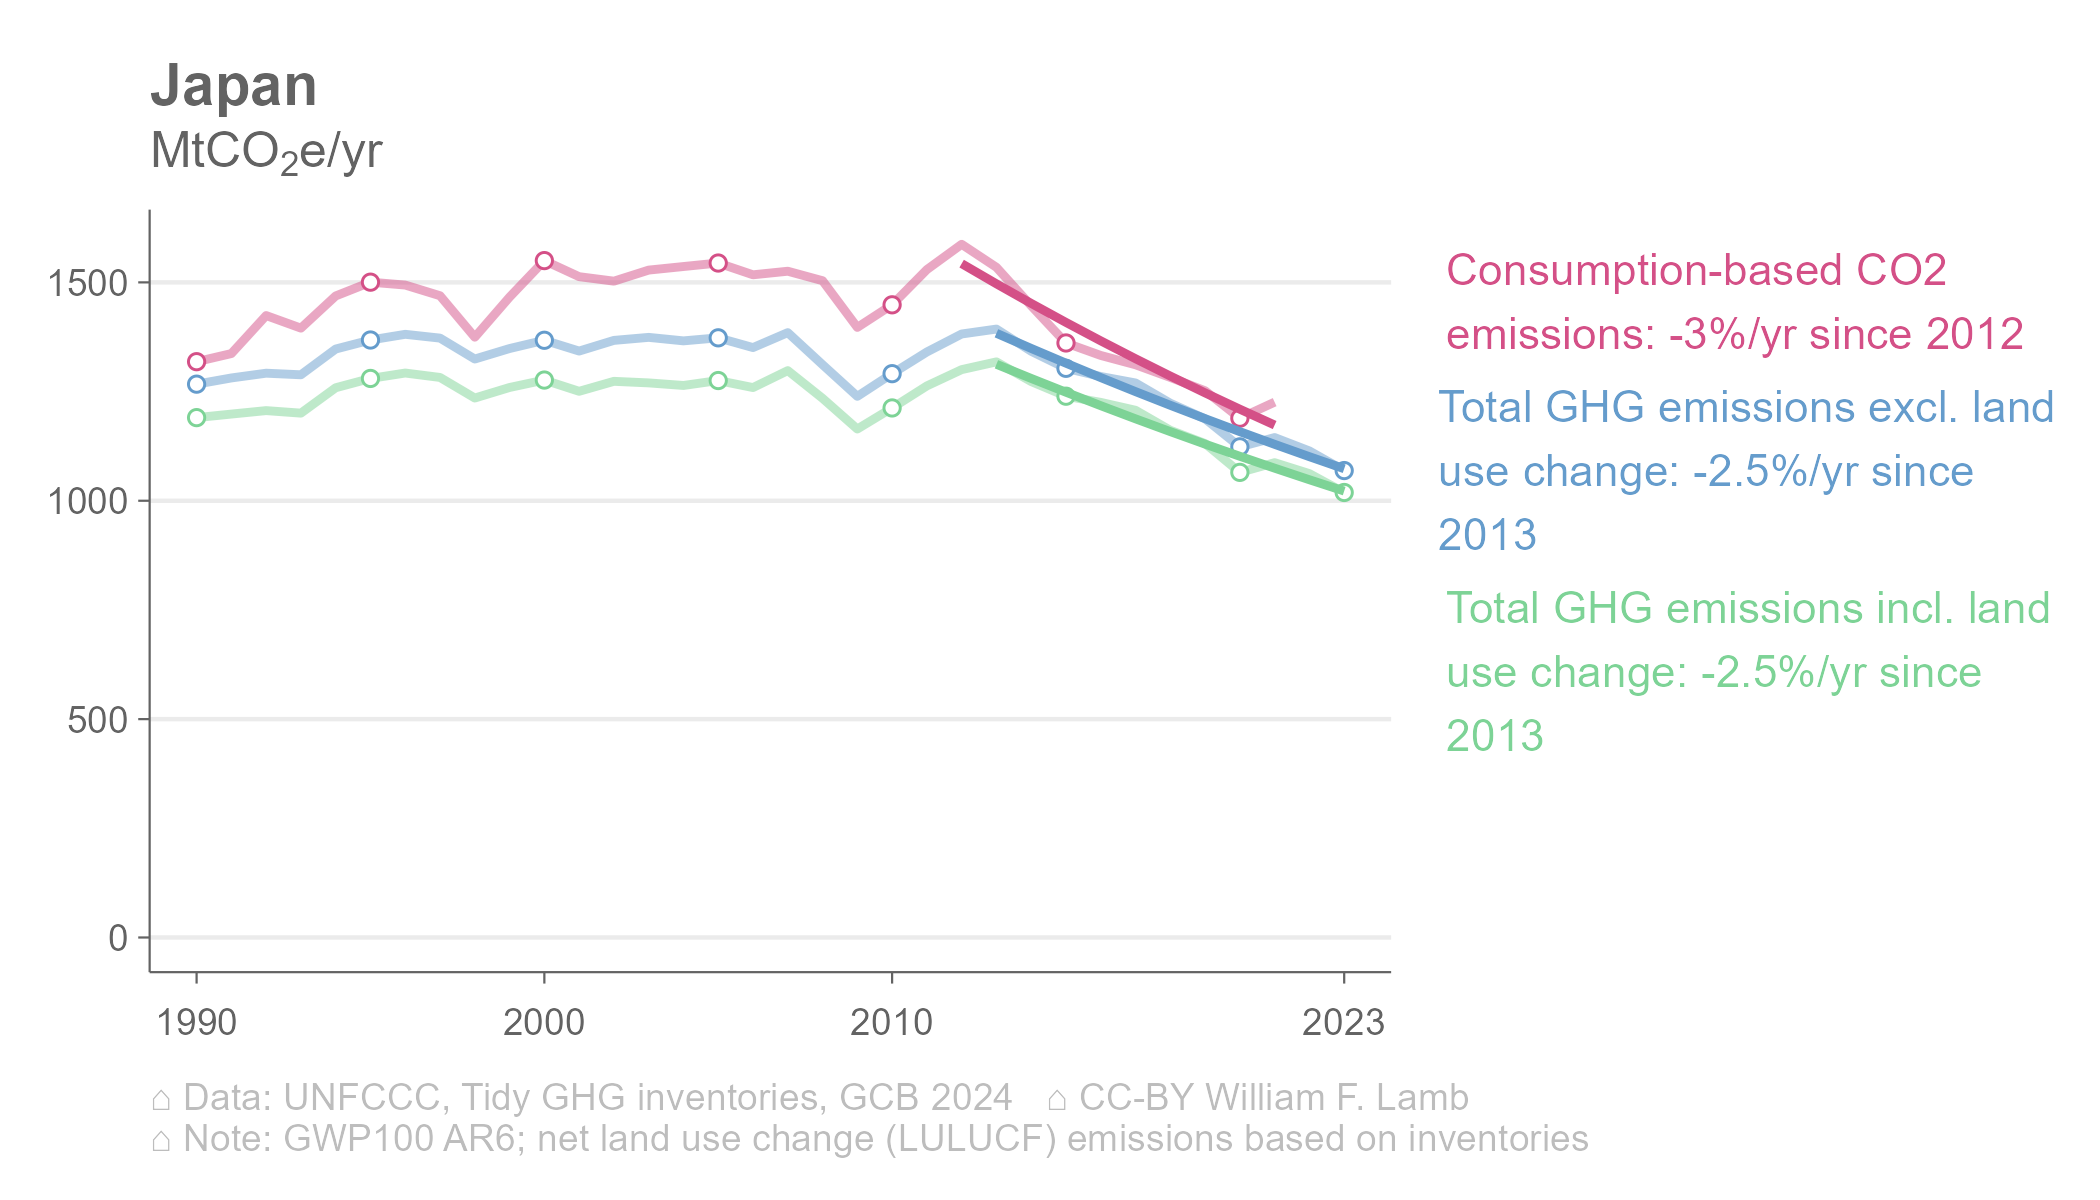 Japan
MtCO₂e/yr
1500
1000
500
0
1990 2000 2010 2023
Consumption-based CO2
emissions: -3%/yr since 2012
Total GHG emissions excl. land
use change: -2.5%/yr since
2013
Total GHG emissions incl. land
use change: -2.5%/yr since
2013
⌂ Data: UNFCCC, Tidy GHG inventories, GCB 2024 ⌂ CC-BY William F. Lamb
⌂ Note: GWP100 AR6; net land use change (LULUCF) emissions based on inventories